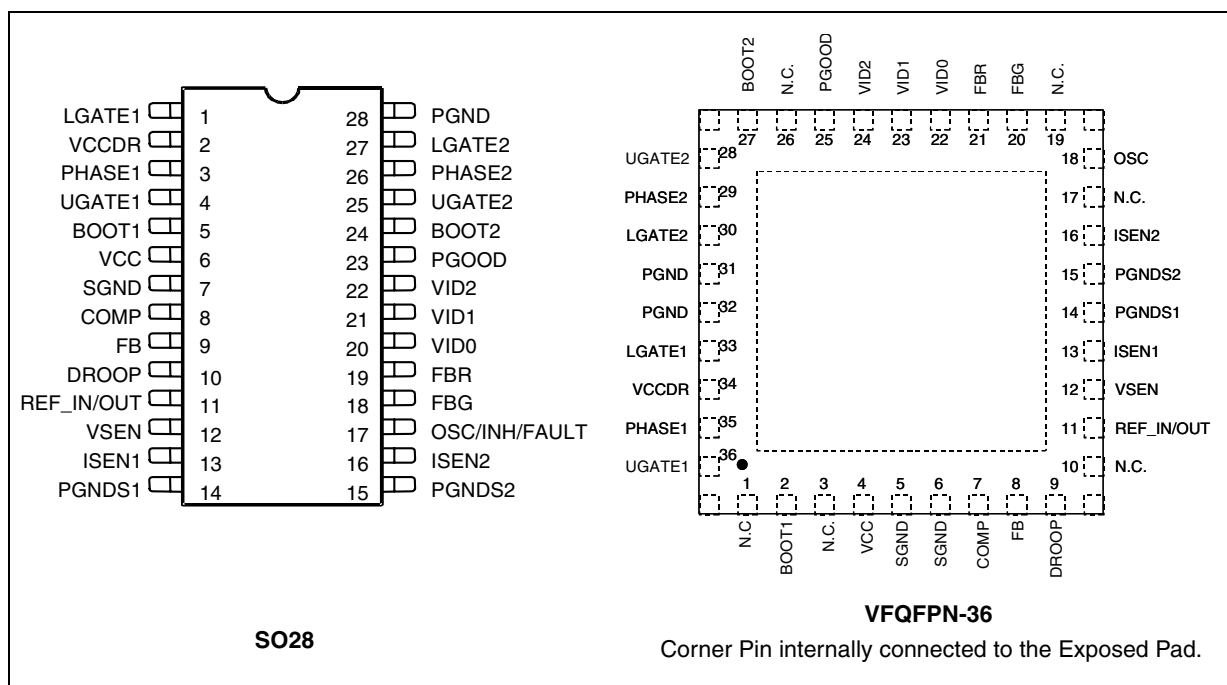 LGATE1 1 28 PGND
VCCDR 2 27 LGATE2
PHASE1 3 26 PHASE2
UGATE1 4 25 UGATE2
BOOT1 5 24 BOOT2
VCC 6 23 PGOOD
SGND 7 22 VID2
COMP 8 21 VID1
FB 9 20 VID0
DROOP 10 19 FBR
REF_IN/OUT 11 18 FBG
VSEN 12 17 OSC/INH/FAULT
ISEN1 13 16 ISEN2
PGNDS1 14 15 PGNDS2
SO28
BOOT2 N.C. PGOOD VID2 VID1 VID0 FBR FBG N.C.
27 26 25 24 23 22 21 20 19
UGATE2 28 18 OSC
PHASE2 29 17 N.C.
LGATE2 30 16 ISEN2
PGND 31 15 PGNDS2
PGND 32 14 PGNDS1
LGATE1 33 13 ISEN1
VCCDR 34 12 VSEN
PHASE1 35 11 REF_IN/OUT
UGATE1 36 10 N.C.
1 2 3 4 5 6 7 8 9
N.C BOOT1 N.C. VCC SGND SGND COMP FB DROOP
VFQFPN-36
Corner Pin internally connected to the Exposed Pad.